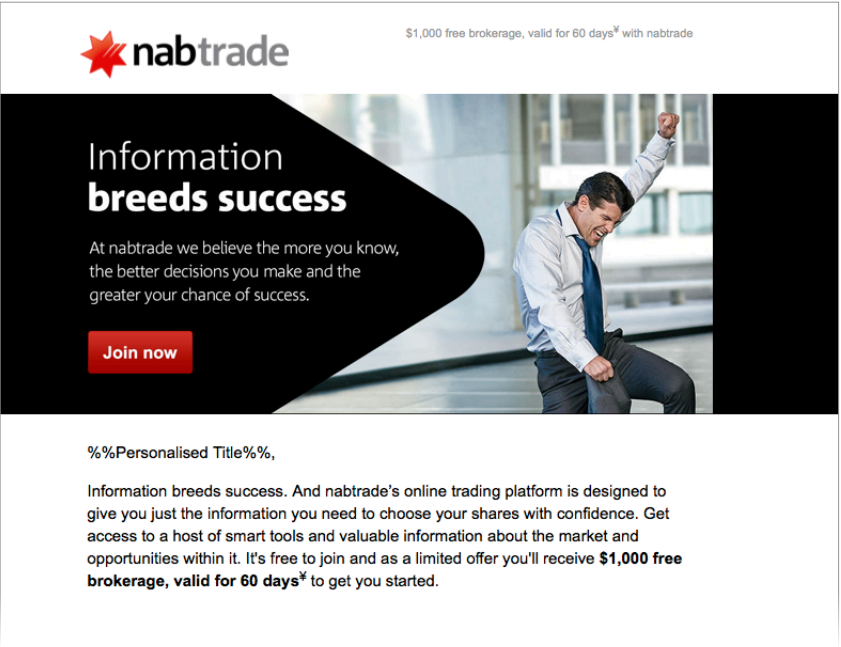 nabtrade
$1,000 free brokerage, valid for 60 days¥ with nabtrade
Information
breeds success
At nabtrade we believe the more you know,
the better decisions you make and the
greater your chance of success.
Join now
%%Personalised Title%%,
Information breeds success. And nabtrade’s online trading platform is designed to
give you just the information you need to choose your shares with confidence. Get
access to a host of smart tools and valuable information about the market and
opportunities within it. It's free to join and as a limited offer you'll receive $1,000 free
brokerage, valid for 60 days¥ to get you started.